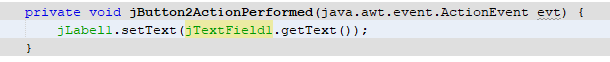 private void jButton2ActionPerformed(java.awt.event.ActionEvent evt) {
jLabel1.setText(jTextField1.getText());
}